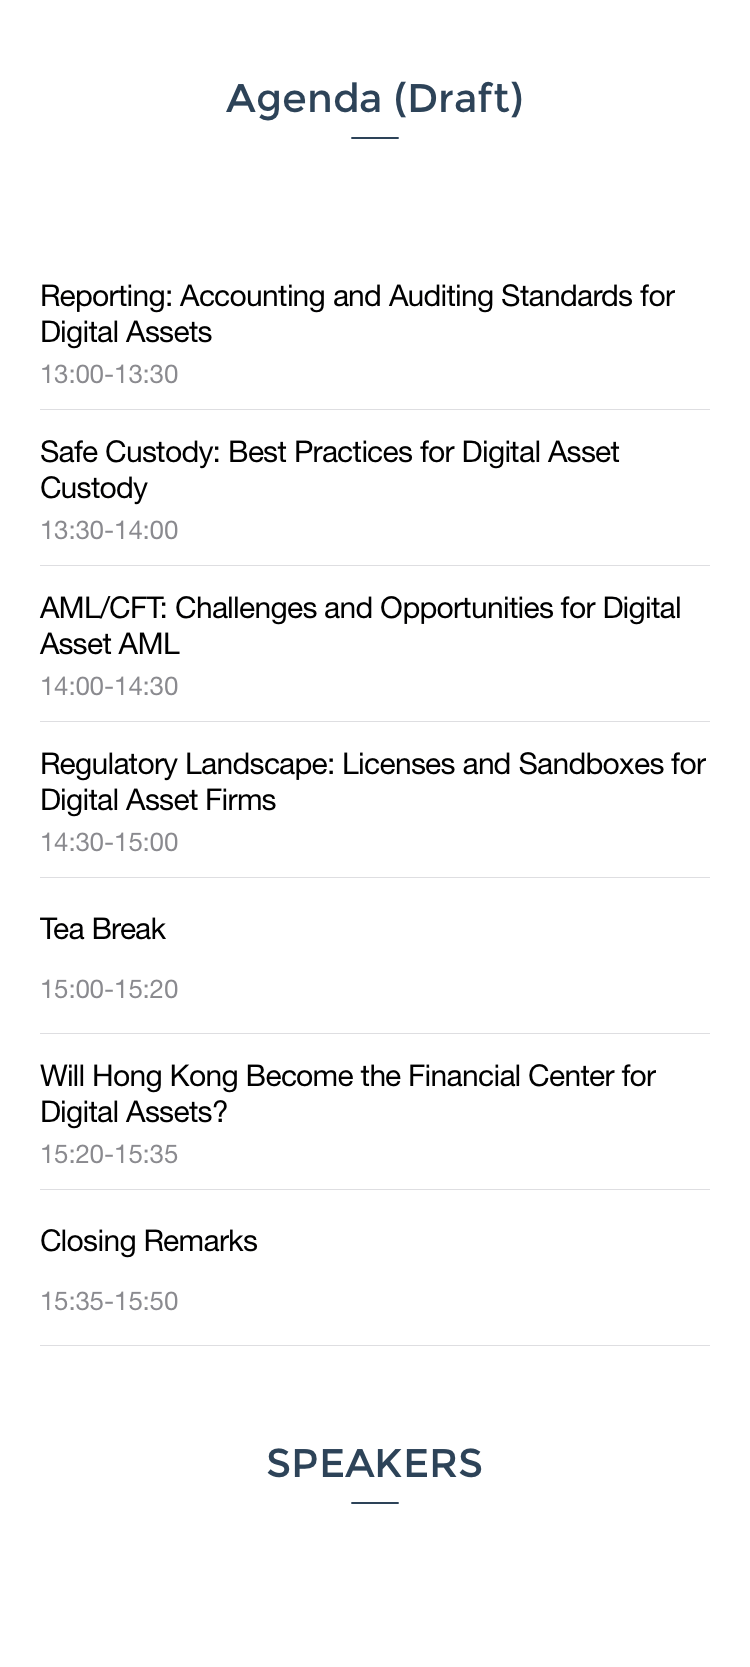 Agenda (Draft)
Reporting: Accounting and Auditing Standards for
Digital Assets
13:00-13:30
Safe Custody: Best Practices for Digital Asset
Custody
13:30-14:00
AML/CFT: Challenges and Opportunities for Digital
Asset AML
14:00-14:30
Regulatory Landscape: Licenses and Sandboxes for
Digital Asset Firms
14:30-15:00
Tea Break
15:00-15:20
Will Hong Kong Become the Financial Center for
Digital Assets?
15:20-15:35
Closing Remarks
15:35-15:50
SPEAKERS